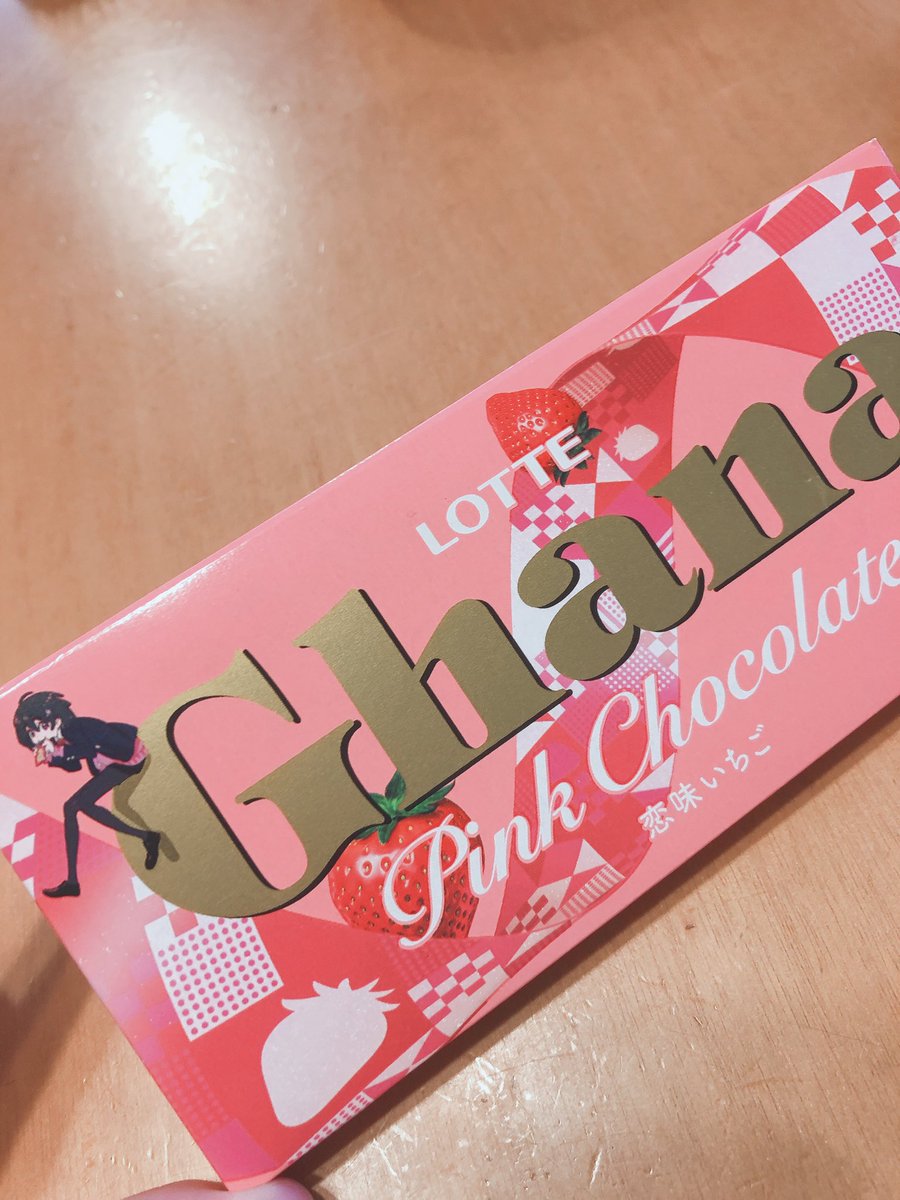 LOTTE
Ghana
Pink Chocolate
恋味いちご